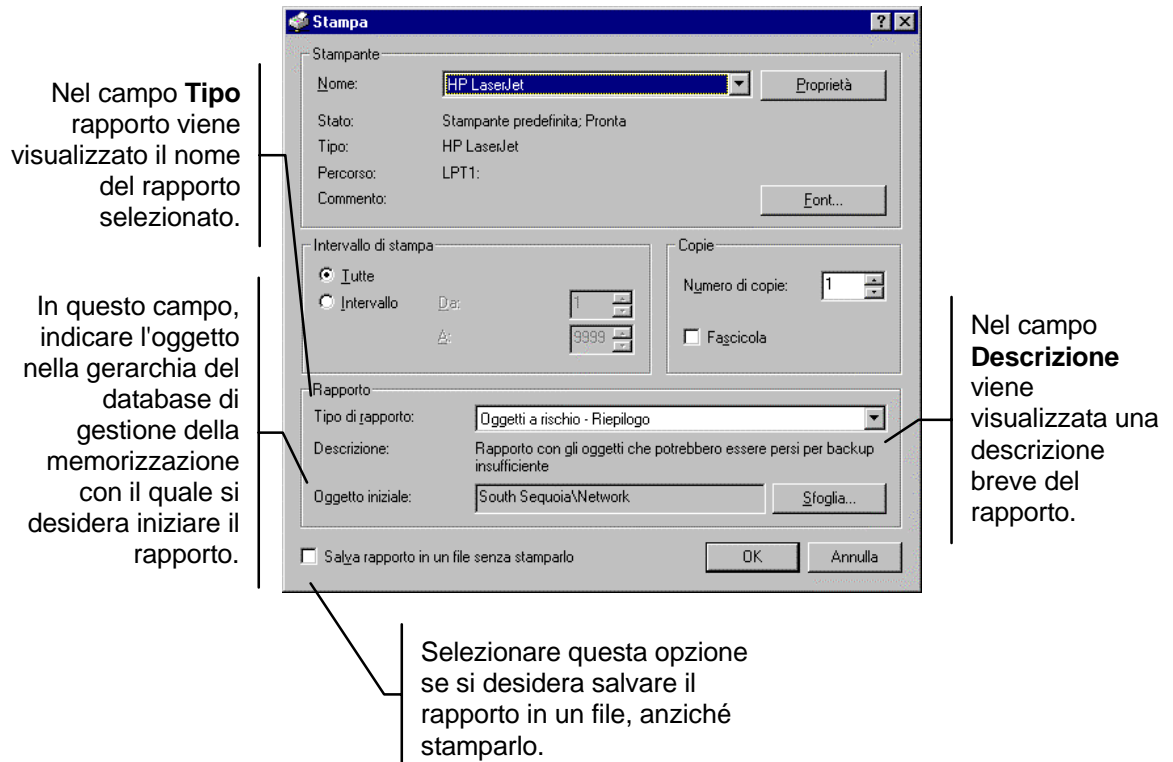 Stampa
Stampante
Nome:
HP LaserJet
Proprietà
Stato:
Stampante predefinita; Pronta
Tipo:
HP LaserJet
Percorso:
LPT1:
Commento:
Font...
Intervallo di stampa
Tutte
Intervallo
Da:
1
A:
9999
Copie
Numero di copie:
1
Fascicola
Rapporto
Tipo di rapporto:
Oggetti a rischio - Riepilogo
Descrizione:
Rapporto con gli oggetti che potrebbero essere persi per backup
insufficiente
Oggetto iniziale:
South Sequoia\Network
Sfoglia...
Salva rapporto in un file senza stamparlo
OK
Annulla
Nel campo Tipo
rapporto viene
visualizzato il nome
del rapporto
selezionato.
In questo campo,
indicare l'oggetto
nella gerarchia del
database di
gestione della
memorizzazione
con il quale si
desidera iniziare il
rapporto.
Nel campo
Descrizione
viene
visualizzata una
descrizione
breve del
rapporto.
Selezionare questa opzione
se si desidera salvare il
rapporto in un file, anziché
stamparlo.